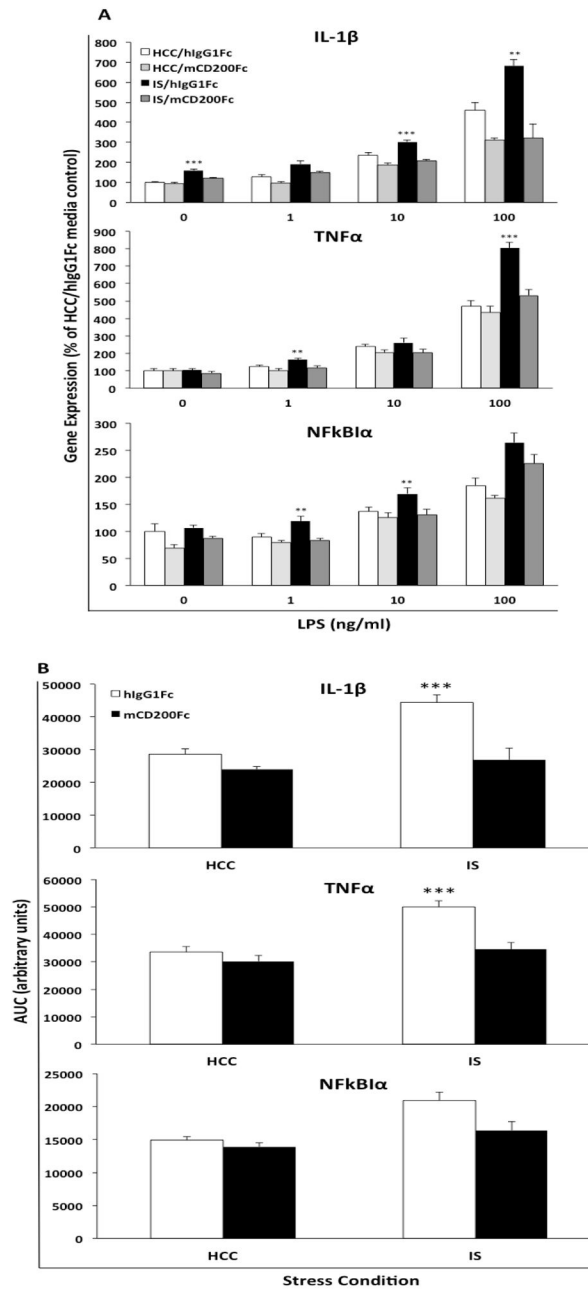 A
IL-1β
HCC/hIgG1Fc
HCC/mCD200Fc
IS/hIgG1Fc
IS/mCD200Fc
800
700
600
500
400
300
200
100
0
***
***
**
0 1 10 100
TNFα
900
800
700
600
500
400
300
200
100
0
**
***
0 1 10 100
NFkBIα
300
250
200
150
100
50
0
**
**
0 1 10 100
LPS (ng/ml)
Gene Expression (% of HCC/hIgG1Fc media control)
B
IL-1β
hIgG1Fc
mCD200Fc
50000
40000
30000
20000
10000
0
***
HCC IS
TNFα
60000
50000
40000
30000
20000
10000
0
***
HCC IS
NFkBIα
25000
20000
15000
10000
5000
0
HCC IS
Stress Condition
AUC (arbitrary units)